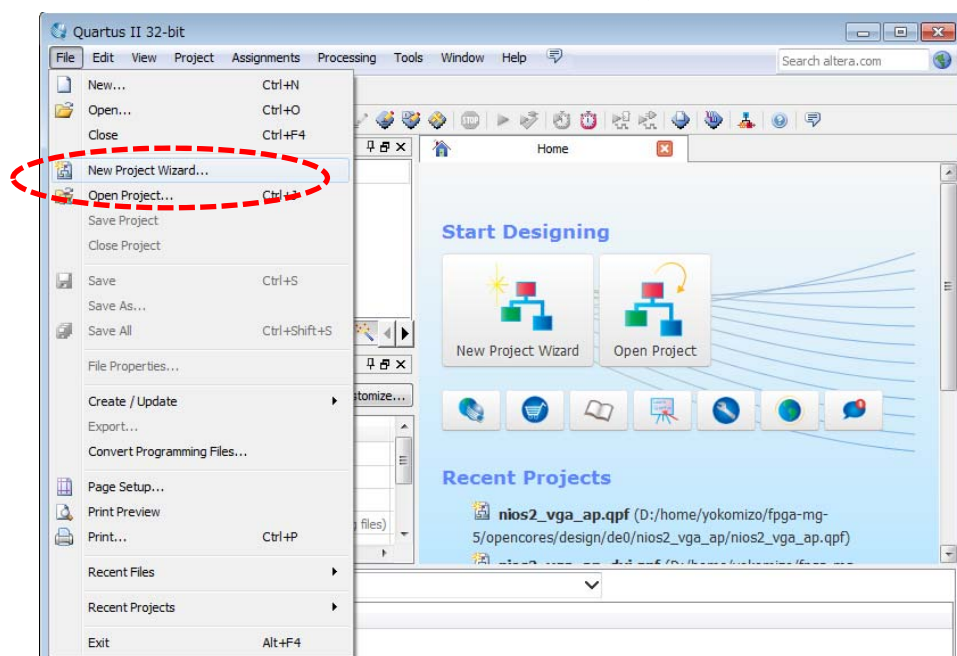 Quartus II 32-bit
File Edit View Project Assignments Processing Tools Window Help
Search altera.com
New... Ctrl+N
Open... Ctrl+O
Close Ctrl+F4
New Project Wizard...
Open Project... Ctrl+J
Save Project
Close Project
Save Ctrl+S
Save As...
Save All Ctrl+Shift+S
File Properties...
Create / Update
Export...
Convert Programming Files...
Page Setup...
Print Preview
Print... Ctrl+P
Recent Files
Recent Projects
Exit Alt+F4
STOP
tomize...
files)
Home
Start Designing
New Project Wizard Open Project
Recent Projects
nios2_vga_ap.qpf (D:/home/yokomizo/fpga-mg-
5/opencores/design/de0/nios2_vga_ap/nios2_vga_ap.qpf)